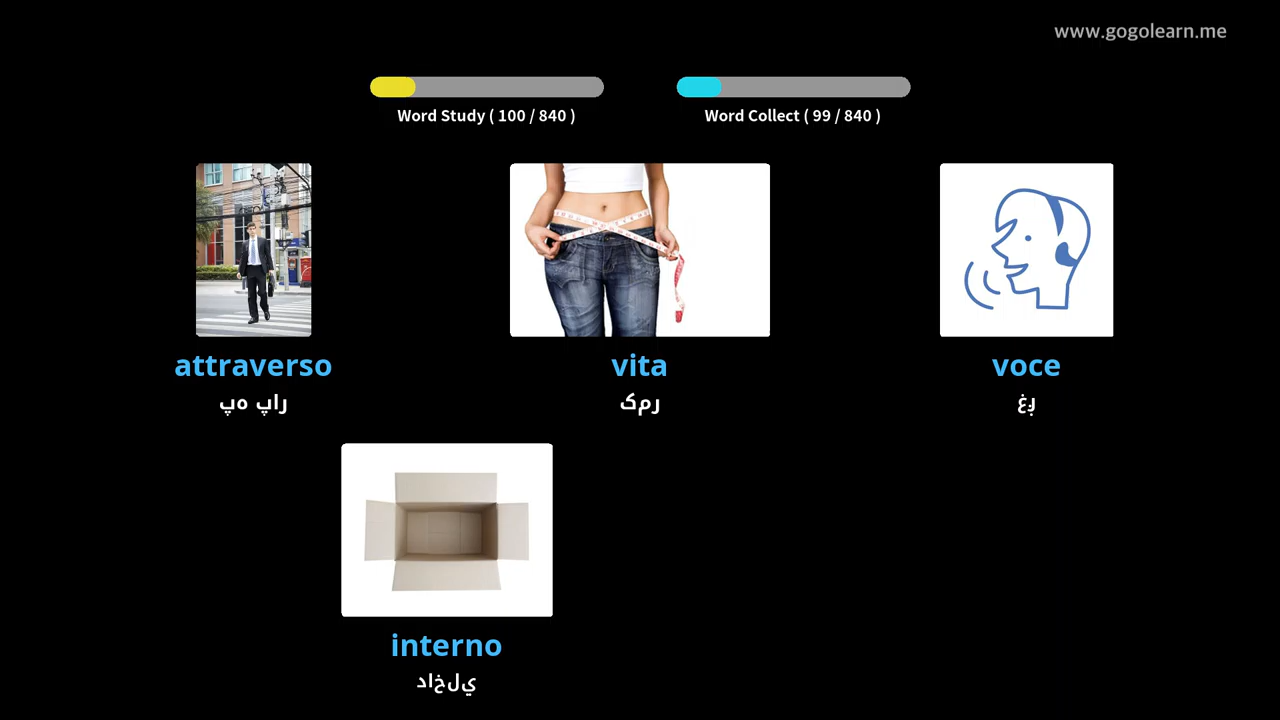 www.gogolearn.me
Word Study ( 100 / 840 )
Word Collect ( 99 / 840 )
attraverso
راپ هپ
vita
رمک
voce
ږغ
interno
يلخاد